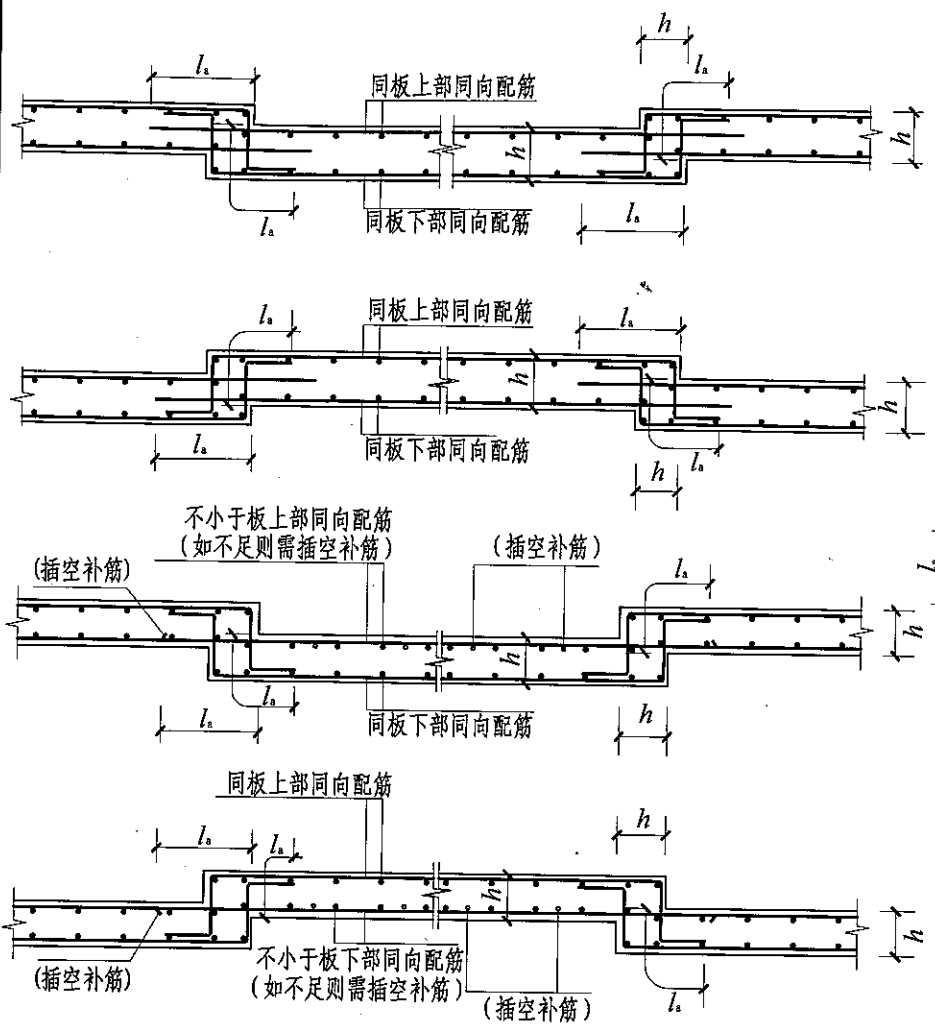 h
lₐ
lₐ
同板上部同向配筋
h
h
lₐ
同板下部同向配筋
lₐ
同板上部同向配筋
lₐ
lₐ
h
h
lₐ
同板下部同向配筋
h
lₐ
不小于板上部同向配筋
(如不足则需插空补筋)
(插空补筋)
(插空补筋)
lₐ
lₐ
h
h
lₐ
lₐ
同板下部同向配筋
h
同板上部同向配筋
lₐ
lₐ
h
h
h
不小于板下部同向配筋
(如不足则需插空补筋)
(插空补筋)
(插空补筋)
lₐ